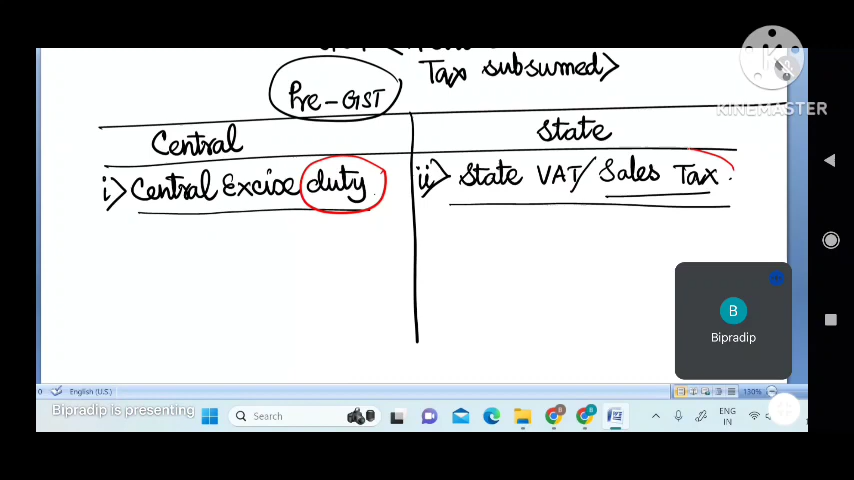 Tax subsumed>
Pre-GST
KINEMASTER
Central
State
i> Central Excise duty.
ii> State VAT/Sales Tax.
B
Bipradip
English (U.S.)
130%
Bipradip is presenting
Search
ENG
IN